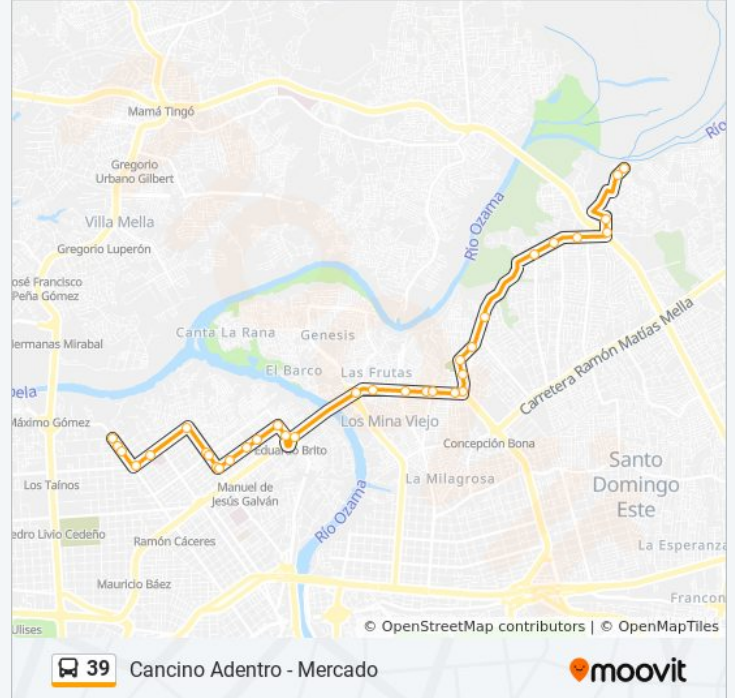 Mamá Tingó
Gregorio
Urbano Gilbert
Río
Villa Mella
Río Ozama
Gregorio Luperón
osé Francisco
Peña Gómez
Canta La Rana
Genesis
Hermanas Mirabal
Carretera Ramón Matías Mella
El Barco
Las Frutas
bela
Máximo Gómez
Los Mina Viejo
Concepción Bona
Eduardo Brito
Santo
Domingo
Este
Los Taínos
Manuel de
Jesús Galván
La Milagrosa
Río Ozama
edro Livio Cedeño
Ramón Cáceres
La Esperanza
Mauricio Báez
Francon
Ulises
© OpenStreetMap contributors | © OpenMapTiles
39 Cancino Adentro - Mercado
moovit